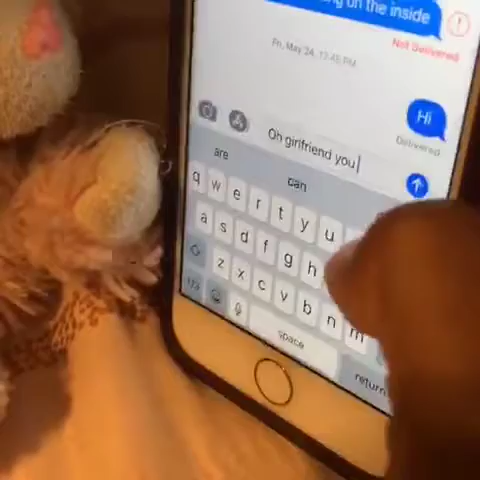 on the inside
Not Delivered
Fri, May 24, 12:45 PM
Hi
Delivered
Oh girlfriend you
are can
q w e r t y u
a s d f g h
z x c v b n m
123 space return